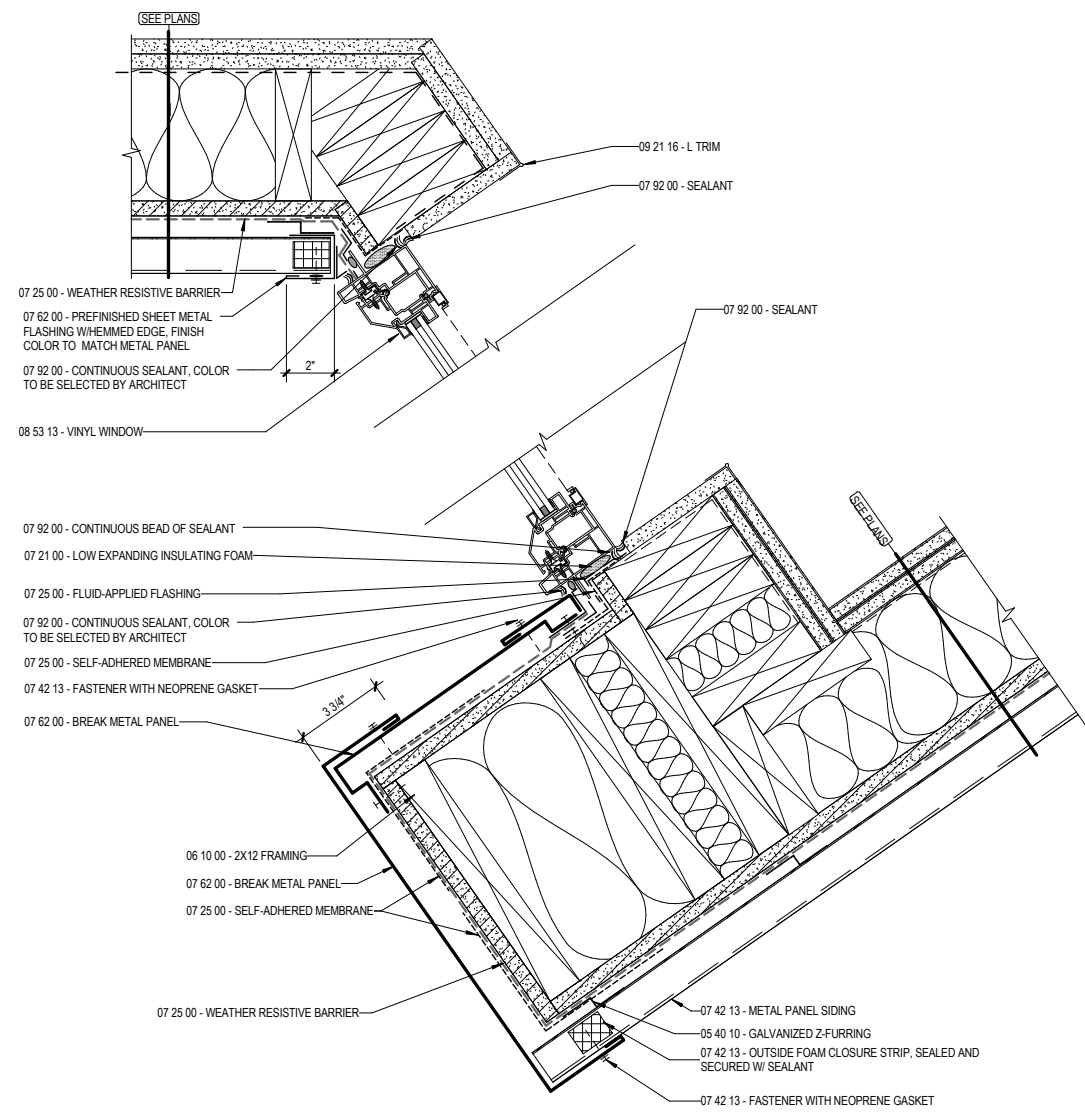 SEE PLANS
09 21 16 - L TRIM
07 92 00 - SEALANT
07 25 00 - WEATHER RESISTIVE BARRIER
07 62 00 - PREFINISHED SHEET METAL
FLASHING W/HEMMED EDGE, FINISH
COLOR TO MATCH METAL PANEL
07 92 00 - SEALANT
07 92 00 - CONTINUOUS SEALANT, COLOR
TO BE SELECTED BY ARCHITECT
2"
08 53 13 - VINYL WINDOW
SEE PLANS
07 92 00 - CONTINUOUS BEAD OF SEALANT
07 21 00 - LOW EXPANDING INSULATING FOAM
07 25 00 - FLUID-APPLIED FLASHING
07 92 00 - CONTINUOUS SEALANT, COLOR
TO BE SELECTED BY ARCHITECT
07 25 00 - SELF-ADHERED MEMBRANE
07 42 13 - FASTENER WITH NEOPRENE GASKET
3 3/4"
07 62 00 - BREAK METAL PANEL
06 10 00 - 2X12 FRAMING
07 62 00 - BREAK METAL PANEL
07 25 00 - SELF-ADHERED MEMBRANE
07 25 00 - WEATHER RESISTIVE BARRIER
07 42 13 - METAL PANEL SIDING
05 40 10 - GALVANIZED Z-FURRING
07 42 13 - OUTSIDE FOAM CLOSURE STRIP, SEALED AND
SECURED W/ SEALANT
07 42 13 - FASTENER WITH NEOPRENE GASKET